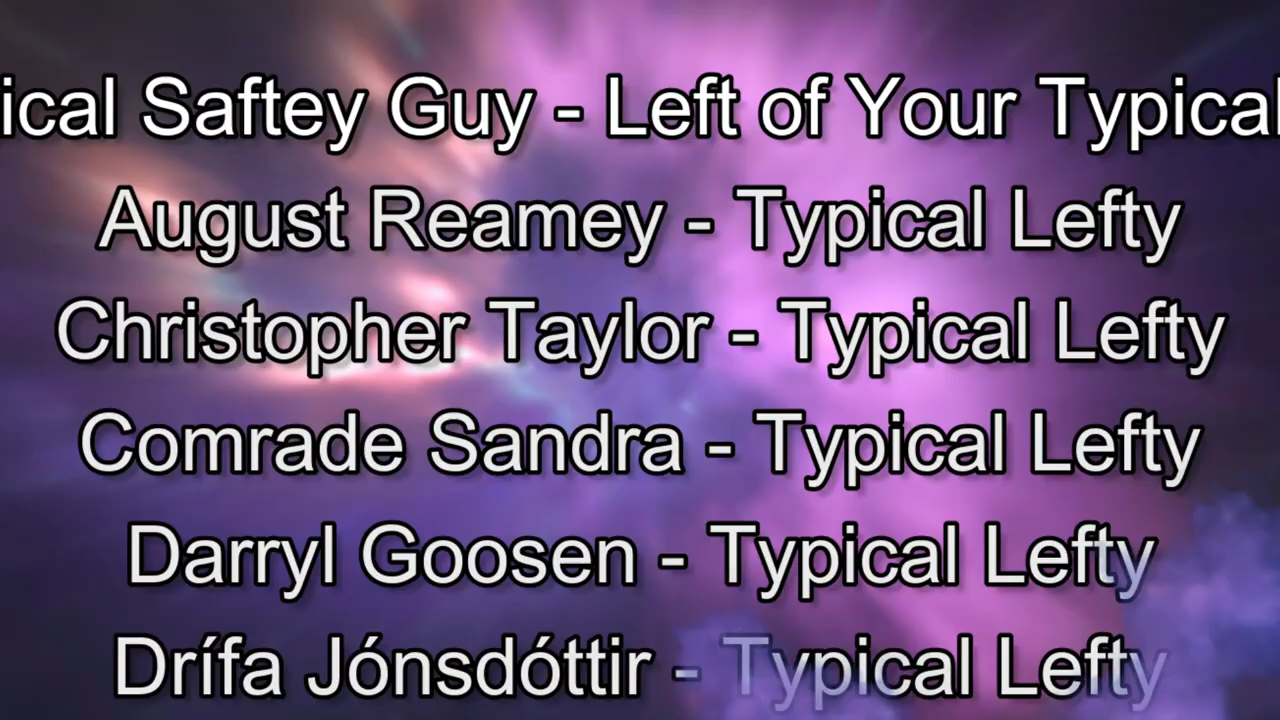 ical Saftey Guy - Left of Your Typical
August Reamey - Typical Lefty
Christopher Taylor - Typical Lefty
Comrade Sandra - Typical Lefty
Darryl Goosen - Typical Lefty
Drífa Jónsdóttir - Typical Lefty